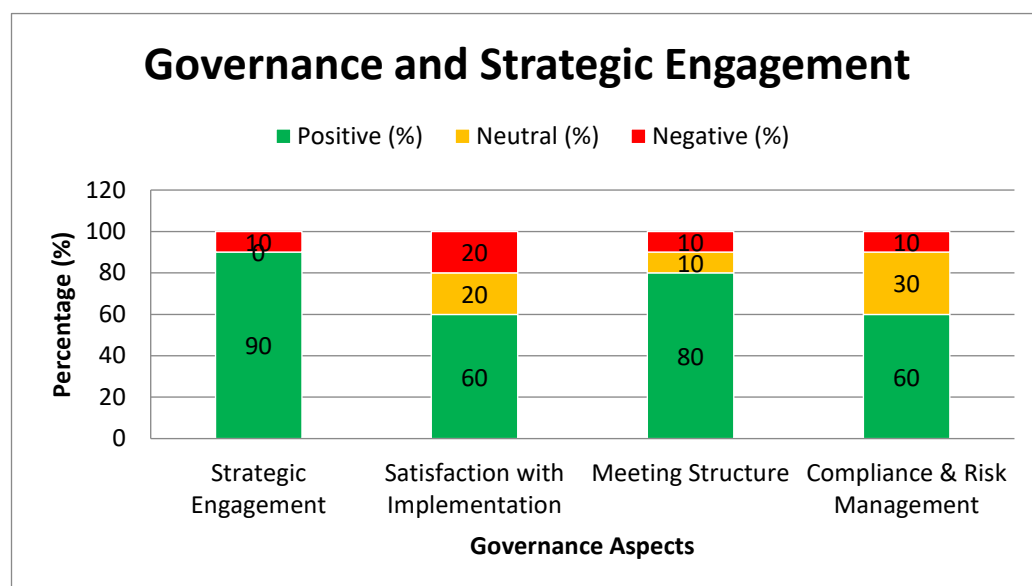 Governance and Strategic Engagement
Positive (%) Neutral (%) Negative (%)
120
100
80
60
40
20
0
Percentage (%)
10
0
90
20
20
60
10
10
80
10
30
60
Strategic
Engagement
Satisfaction with
Implementation
Meeting Structure
Compliance & Risk
Management
Governance Aspects